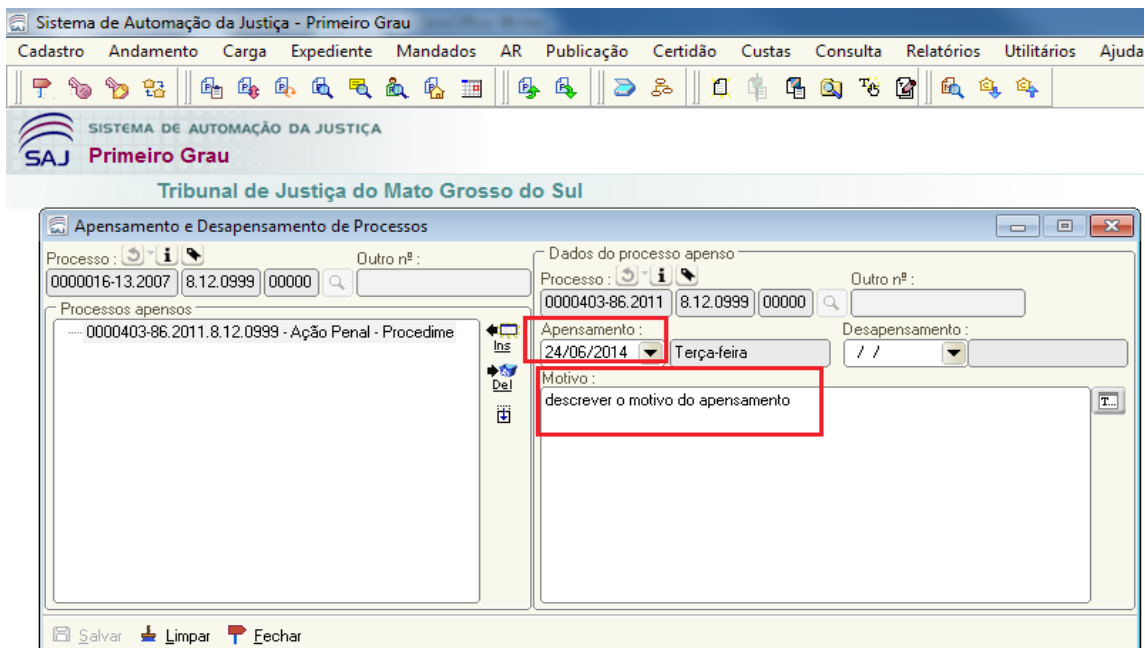 Sistema de Automação da Justiça - Primeiro Grau
Cadastro Andamento Carga Expediente Mandados AR Publicação Certidão Custas Consulta Relatórios Utilitários Ajuda
SISTEMA DE AUTOMAÇÃO DA JUSTIÇA
SAJ Primeiro Grau
Tribunal de Justiça do Mato Grosso do Sul
Apensamento e Desapensamento de Processos
Processo : Outro nº :
0000016-13.2007 8.12.0999 00000
Processos apensos
0000403-86.2011.8.12.0999 - Ação Penal - Procedime
Ins
Del
Dados do processo apenso
Processo : Outro nº :
0000403-86.2011 8.12.0999 00000
Apensamento : Desapensamento :
24/06/2014 Terça-feira / /
Motivo :
descrever o motivo do apensamento
T...
Salvar Limpar Fechar